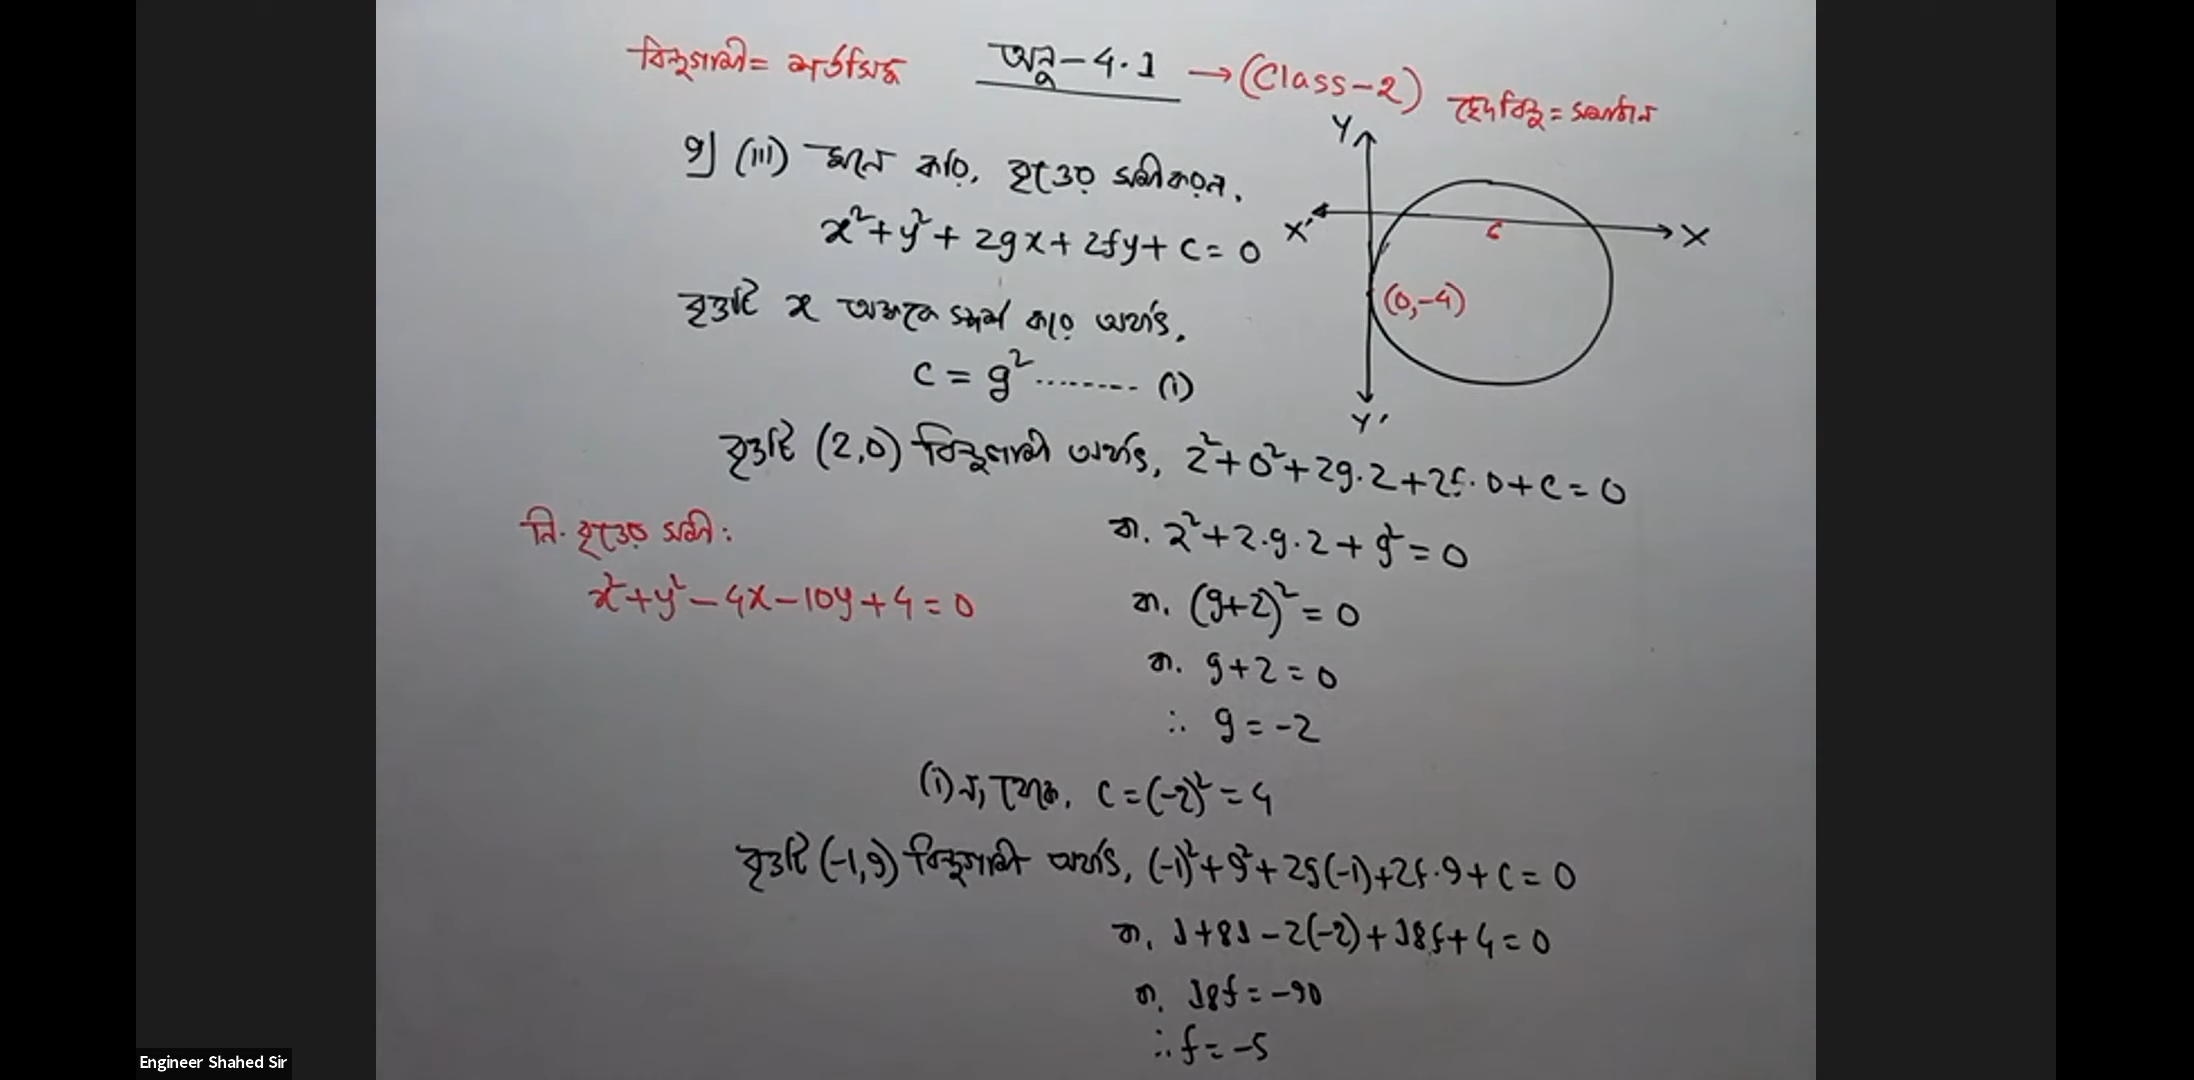 বিন্দুগামী = শর্তসিদ্ধ
অনু-4.1 → (Class-2)
ছেদবিন্দু = সমাধান
9] (iii) মনে করি, বৃত্তের সমীকরণ,
x²+y²+2gx+2fy+c=0
বৃত্তটি x অক্ষকে স্পর্শ করে অর্থাৎ,
c = g² ........ (i)
Y
X'
X
c
(0,-4)
Y'
বৃত্তটি (2,0) বিন্দুগামী অর্থাৎ, 2²+0²+2g.2+2f.0+c=0
বা, 2²+2.g.2+g²=0
বা, (g+2)²=0
বা, g+2=0
∴ g=-2
নি. বৃত্তের সমী:
x²+y²-4x-10y+4=0
(i) নং থেকে, c=(-2)²=4
বৃত্তটি (-1,9) বিন্দুগামী অর্থাৎ, (-1)²+9²+2g(-1)+2f.9+c=0
বা, 1+81-2(-2)+18f+4=0
বা, 18f=-90
∴ f=-5
Engineer Shahed Sir